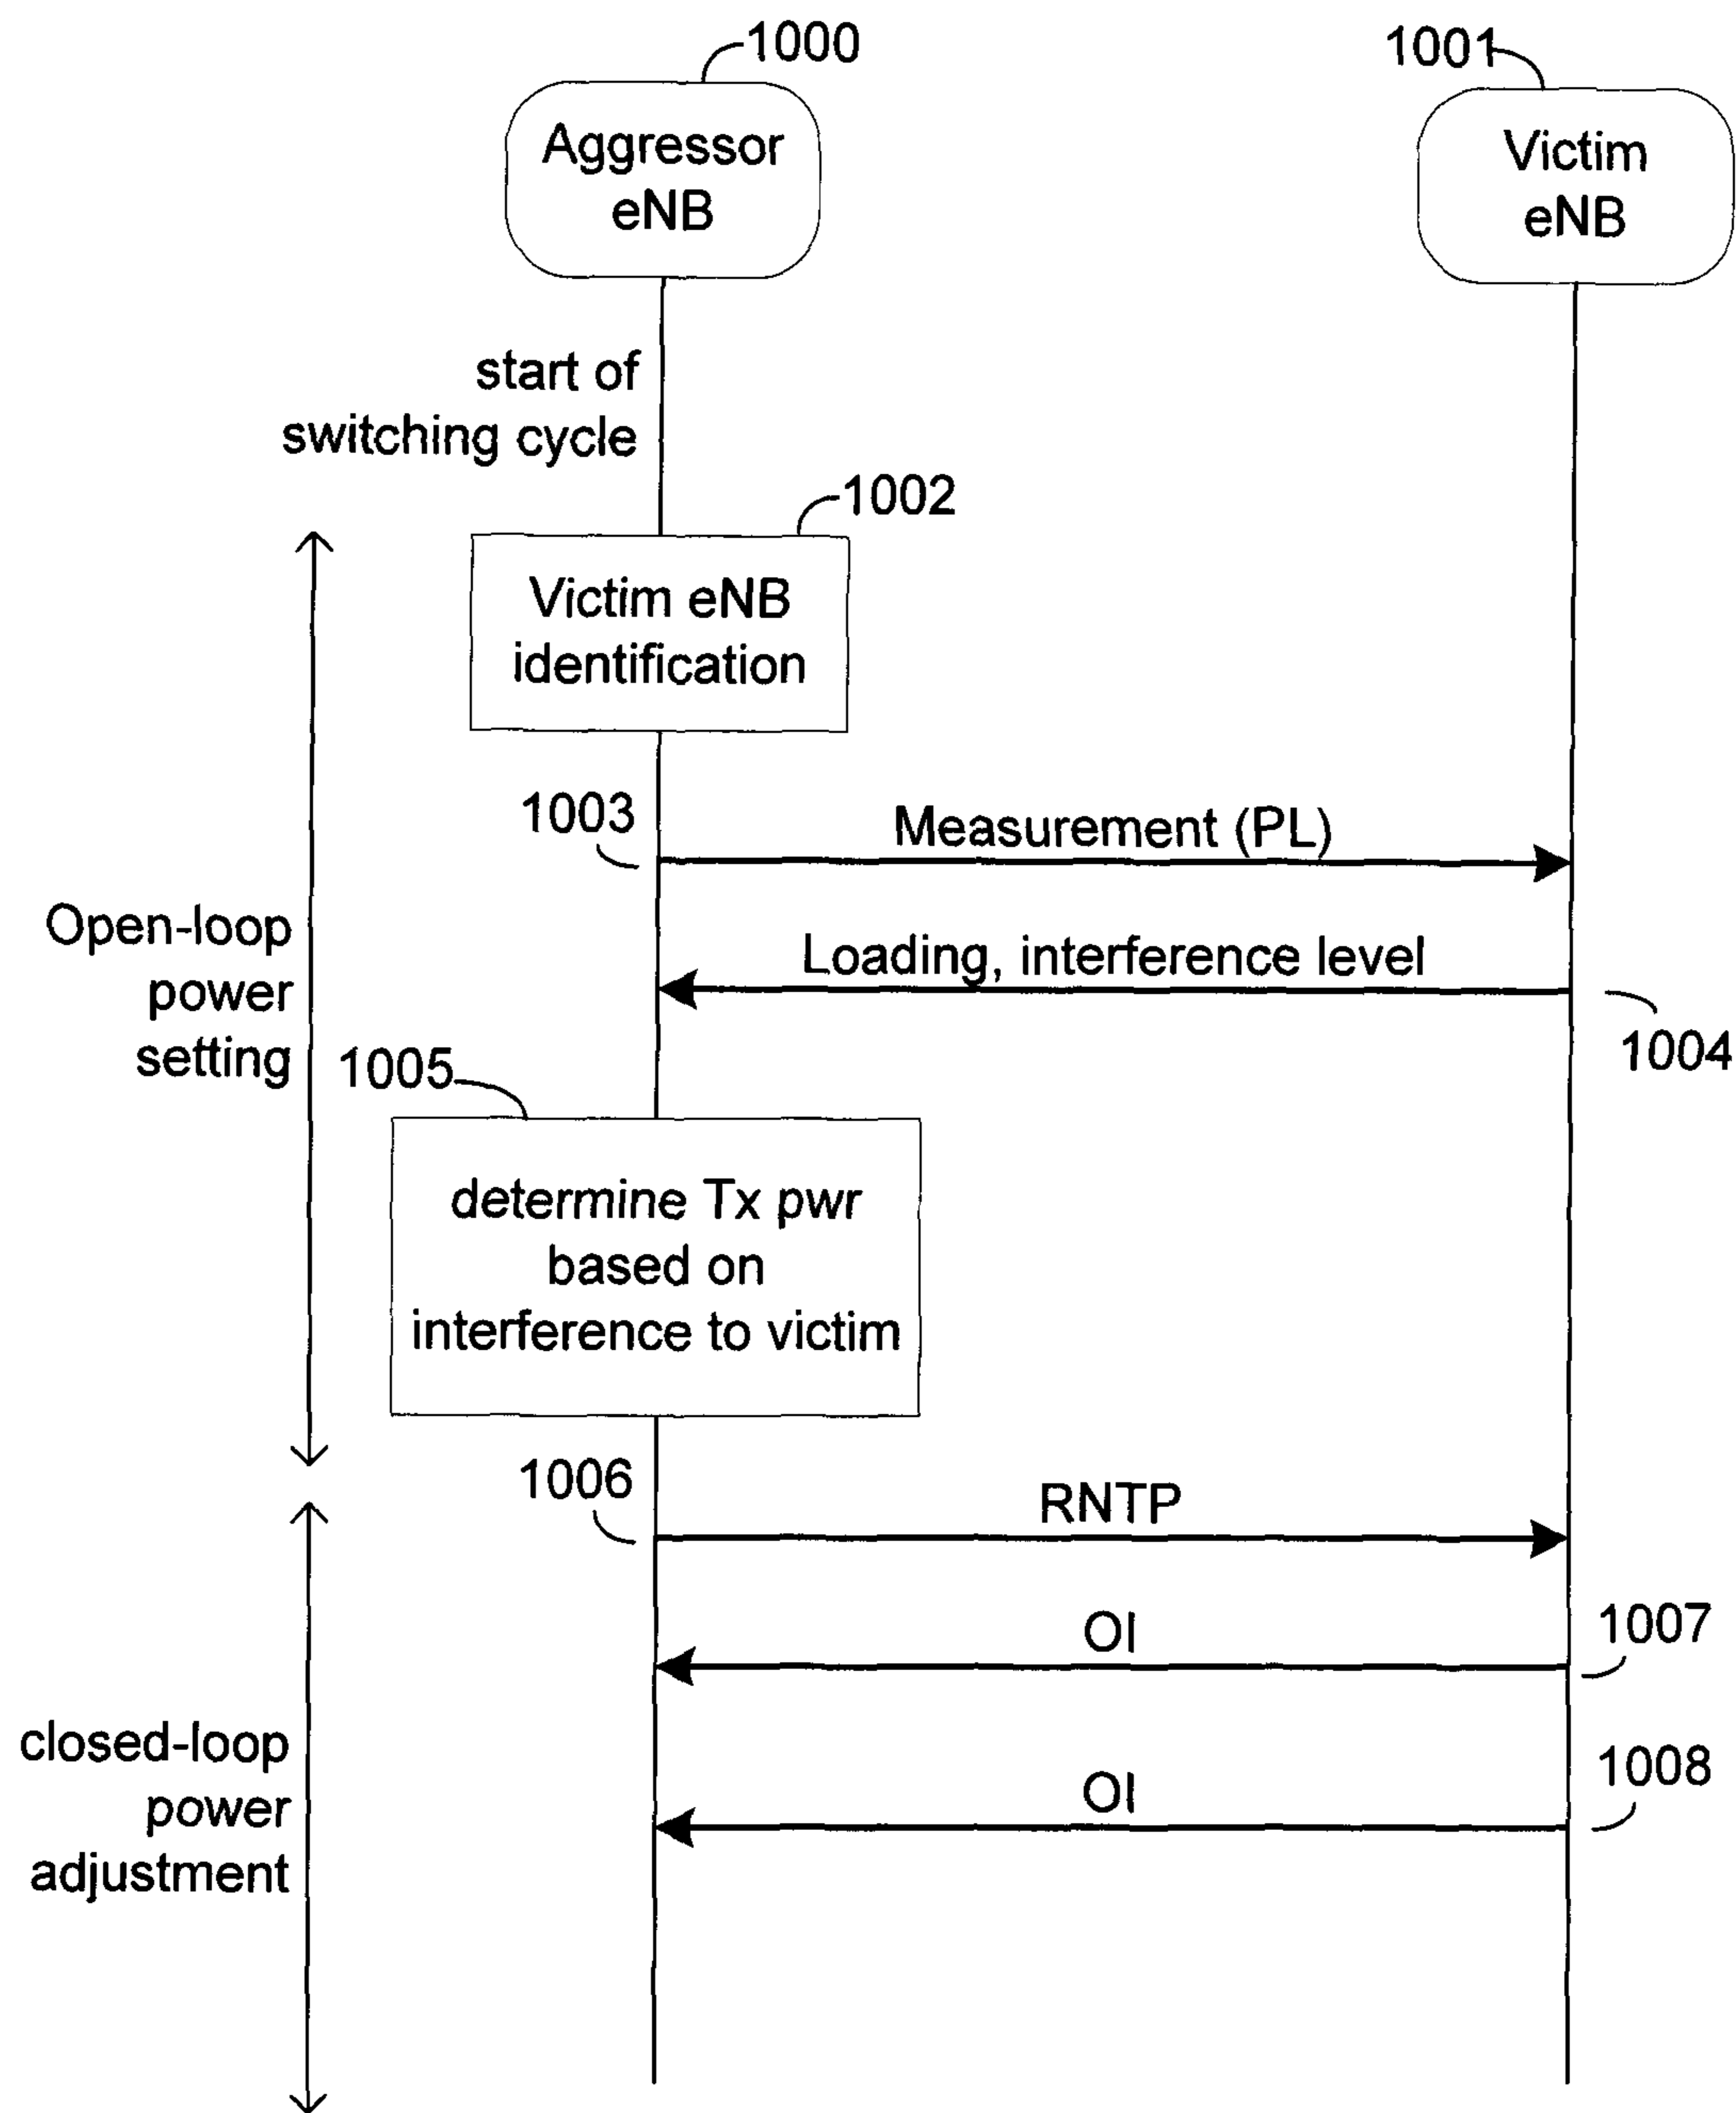 1000
1001
Aggressor
eNB
Victim
eNB
start of
switching cycle
1002
Victim eNB
identification
1003
Measurement (PL)
Loading, interference level
1004
Open-loop
power
setting
1005
determine Tx pwr
based on
interference to victim
1006
RNTP
OI
1007
OI
1008
closed-loop
power
adjustment